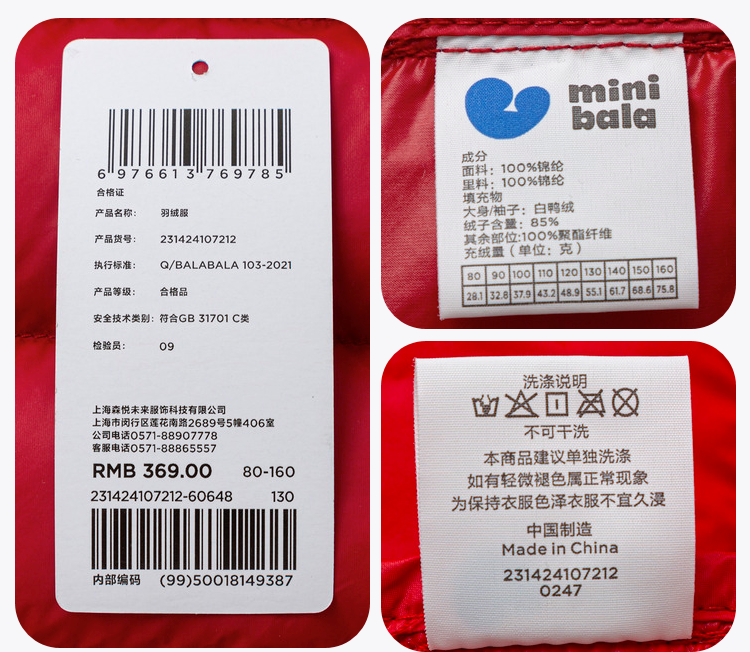 6 976613 769785
合格证
产品名称: 羽绒服
产品货号: 231424107212
执行标准: Q/BALABALA 103-2021
产品等级: 合格品
安全技术类别: 符合GB 31701 C类
检验员: 09
上海森悦未来服饰科技有限公司
上海市闵行区莲花南路2689号5幢406室
公司电话0571-88907778
客服电话0571-88865557
RMB 369.00 80-160
231424107212-60648 130
内部编码 (99)50018149387
mini
bala
成分
面料: 100%锦纶
里料: 100%锦纶
填充物
大身/袖子: 白鸭绒
绒子含量: 85%
其余部位:100%聚酯纤维
充绒量(单位: 克)
80 90 100 110 120 130 140 150 160
28.1 32.8 37.9 43.2 48.9 55.1 61.7 68.6 75.8
洗涤说明
不可干洗
本商品建议单独洗涤
如有轻微褪色属正常现象
为保持衣服色泽衣服不宜久浸
中国制造
Made in China
231424107212
0247